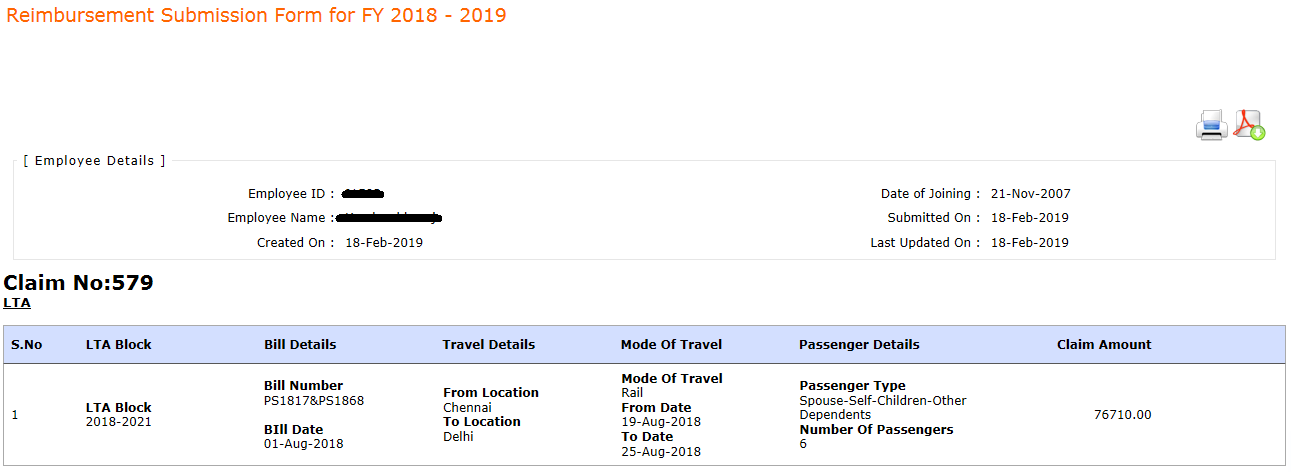 Reimbursement Submission Form for FY 2018 - 2019
[ Employee Details ]
Employee ID :
Date of Joining : 21-Nov-2007
Employee Name :
Submitted On : 18-Feb-2019
Created On : 18-Feb-2019
Last Updated On : 18-Feb-2019
Claim No:579
LTA
S.No LTA Block Bill Details Travel Details Mode Of Travel Passenger Details Claim Amount
1
LTA Block
2018-2021
Bill Number
PS1817&PS1868
BIll Date
01-Aug-2018
From Location
Chennai
To Location
Delhi
Mode Of Travel
Rail
From Date
19-Aug-2018
To Date
25-Aug-2018
Passenger Type
Spouse-Self-Children-Other
Dependents
Number Of Passengers
6
76710.00